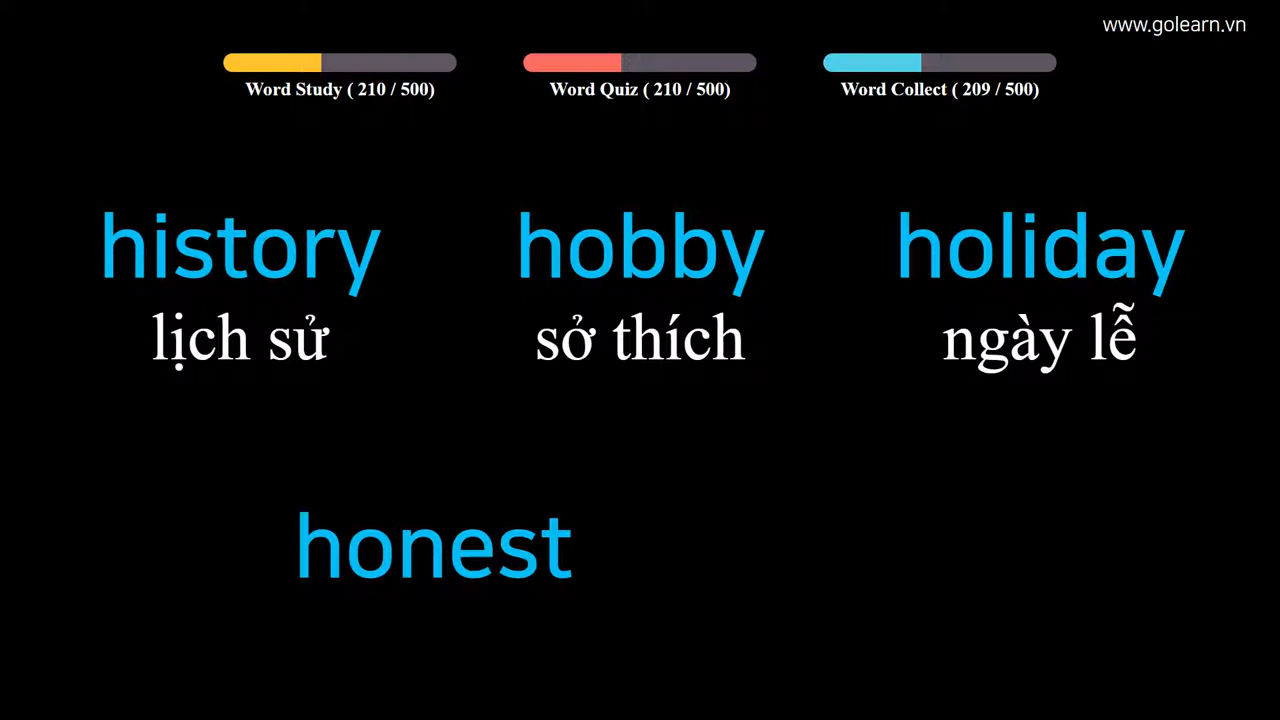 www.golearn.vn
Word Study ( 210 / 500)
Word Quiz ( 210 / 500)
Word Collect ( 209 / 500)
history
hobby
holiday
lịch sử
sở thích
ngày lễ
honest